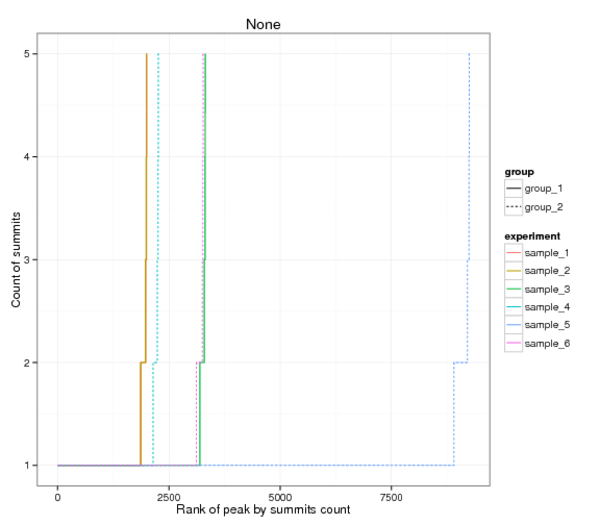 None
5
4
3
2
1
Count of summits
0 2500 5000 7500
Rank of peak by summits count
group
group_1
group_2
experiment
sample_1
sample_2
sample_3
sample_4
sample_5
sample_6